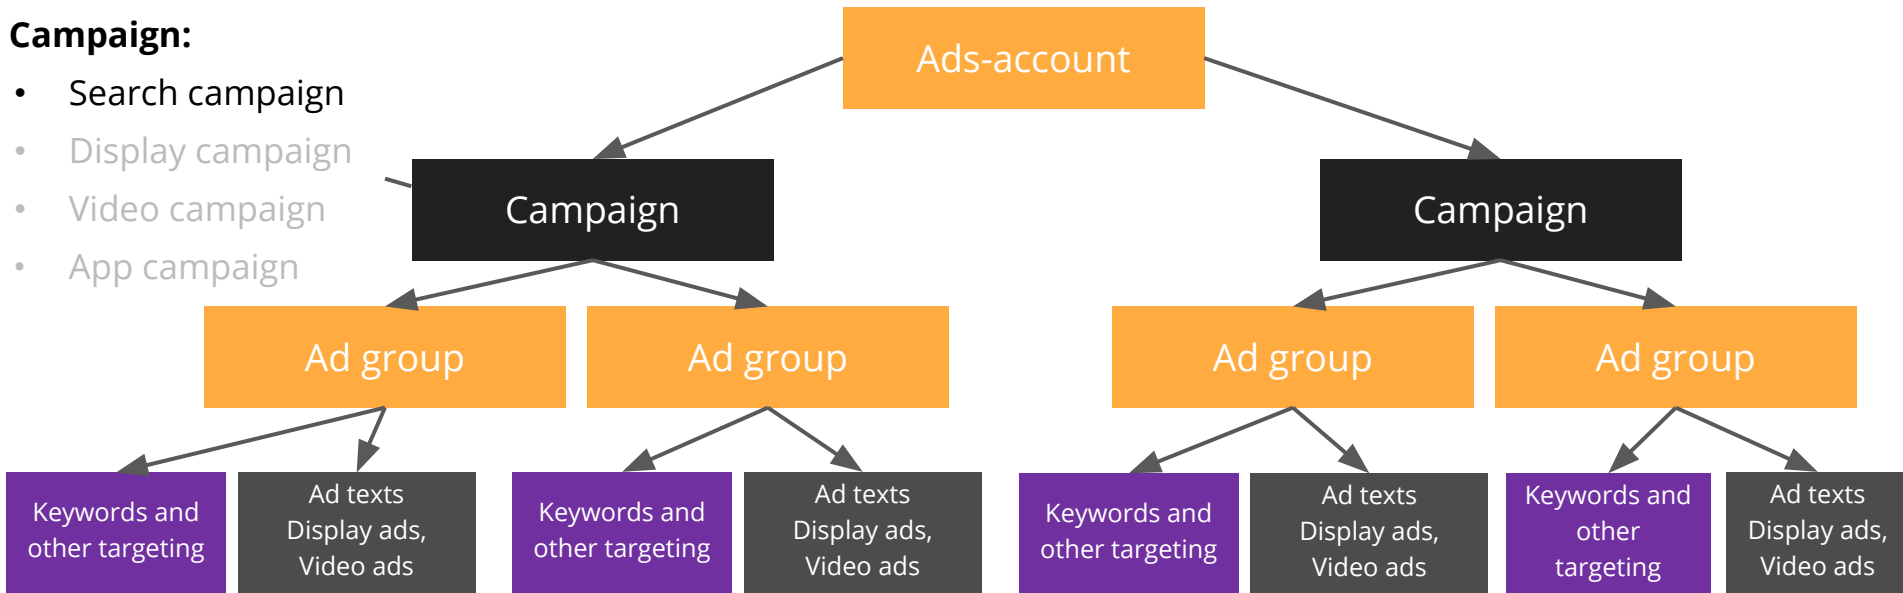 Campaign:
• Search campaign
• Display campaign
• Video campaign
• App campaign
Ads-account
Campaign
Campaign
Ad group
Ad group
Ad group
Ad group
Keywords and
other targeting
Ad texts
Display ads,
Video ads
Keywords and
other targeting
Ad texts
Display ads,
Video ads
Keywords and
other targeting
Ad texts
Display ads,
Video ads
Keywords and
other
targeting
Ad texts
Display ads,
Video ads